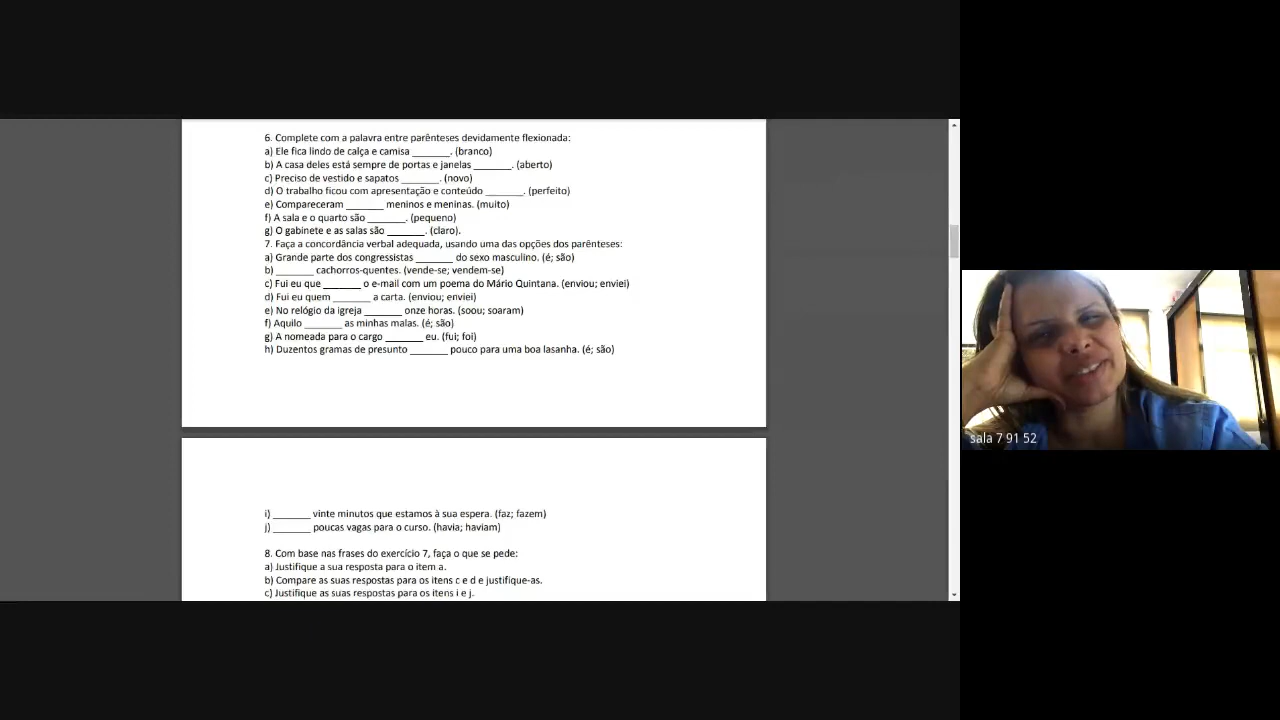 6. Complete com a palavra entre parênteses devidamente flexionada:
a) Ele fica lindo de calça e camisa _______. (branco)
b) A casa deles está sempre de portas e janelas _______. (aberto)
c) Preciso de vestido e sapatos _______. (novo)
d) O trabalho ficou com apresentação e conteúdo _______. (perfeito)
e) Compareceram _______ meninos e meninas. (muito)
f) A sala e o quarto são _______. (pequeno)
g) O gabinete e as salas são _______. (claro).
7. Faça a concordância verbal adequada, usando uma das opções dos parênteses:
a) Grande parte dos congressistas _______ do sexo masculino. (é; são)
b) _______ cachorros-quentes. (vende-se; vendem-se)
c) Fui eu que _______ o e-mail com um poema do Mário Quintana. (enviou; enviei)
d) Fui eu quem _______ a carta. (enviou; enviei)
e) No relógio da igreja _______ onze horas. (soou; soaram)
f) Aquilo _______ as minhas malas. (é; são)
g) A nomeada para o cargo _______ eu. (fui; foi)
h) Duzentos gramas de presunto _______ pouco para uma boa lasanha. (é; são)
i) _______ vinte minutos que estamos à sua espera. (faz; fazem)
j) _______ poucas vagas para o curso. (havia; haviam)
8. Com base nas frases do exercício 7, faça o que se pede:
a) Justifique a sua resposta para o item a.
b) Compare as suas respostas para os itens c e d e justifique-as.
c) Justifique as suas respostas para os itens i e j.
sala 7 91 52